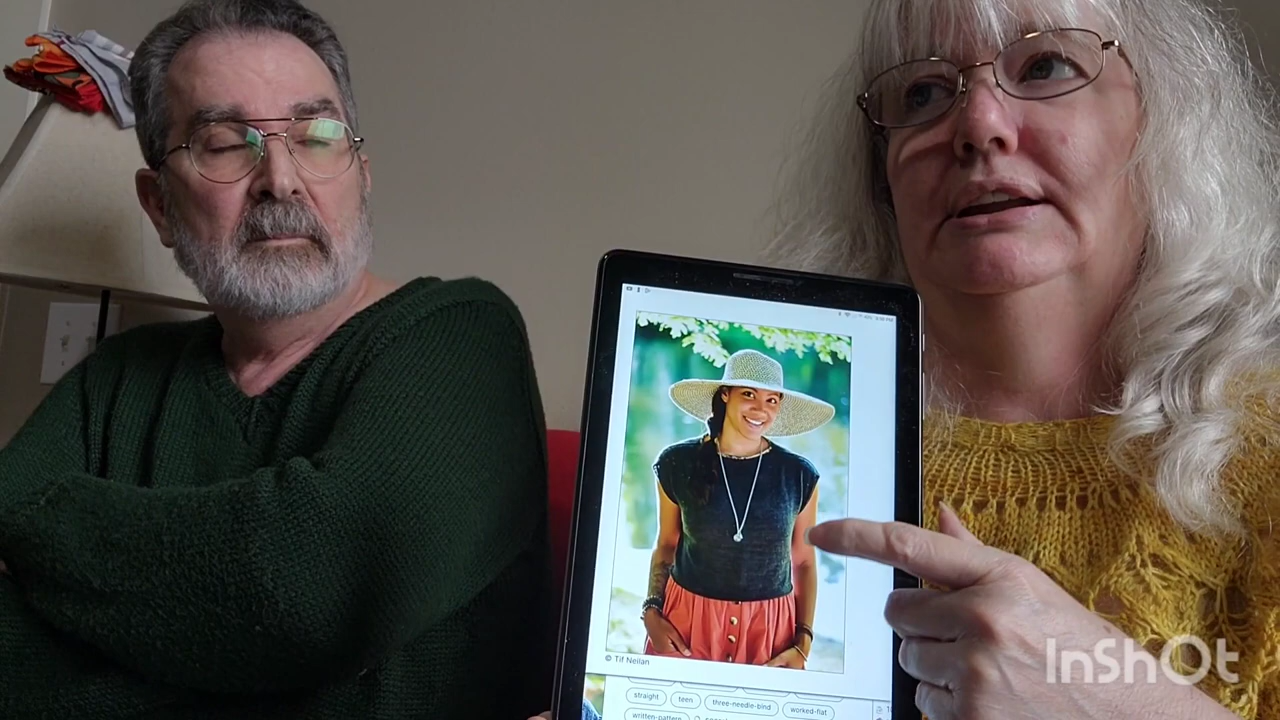 © Tif Neilan
straight
teen
three-needle-bind
worked-flat
written-pattern
InShOt